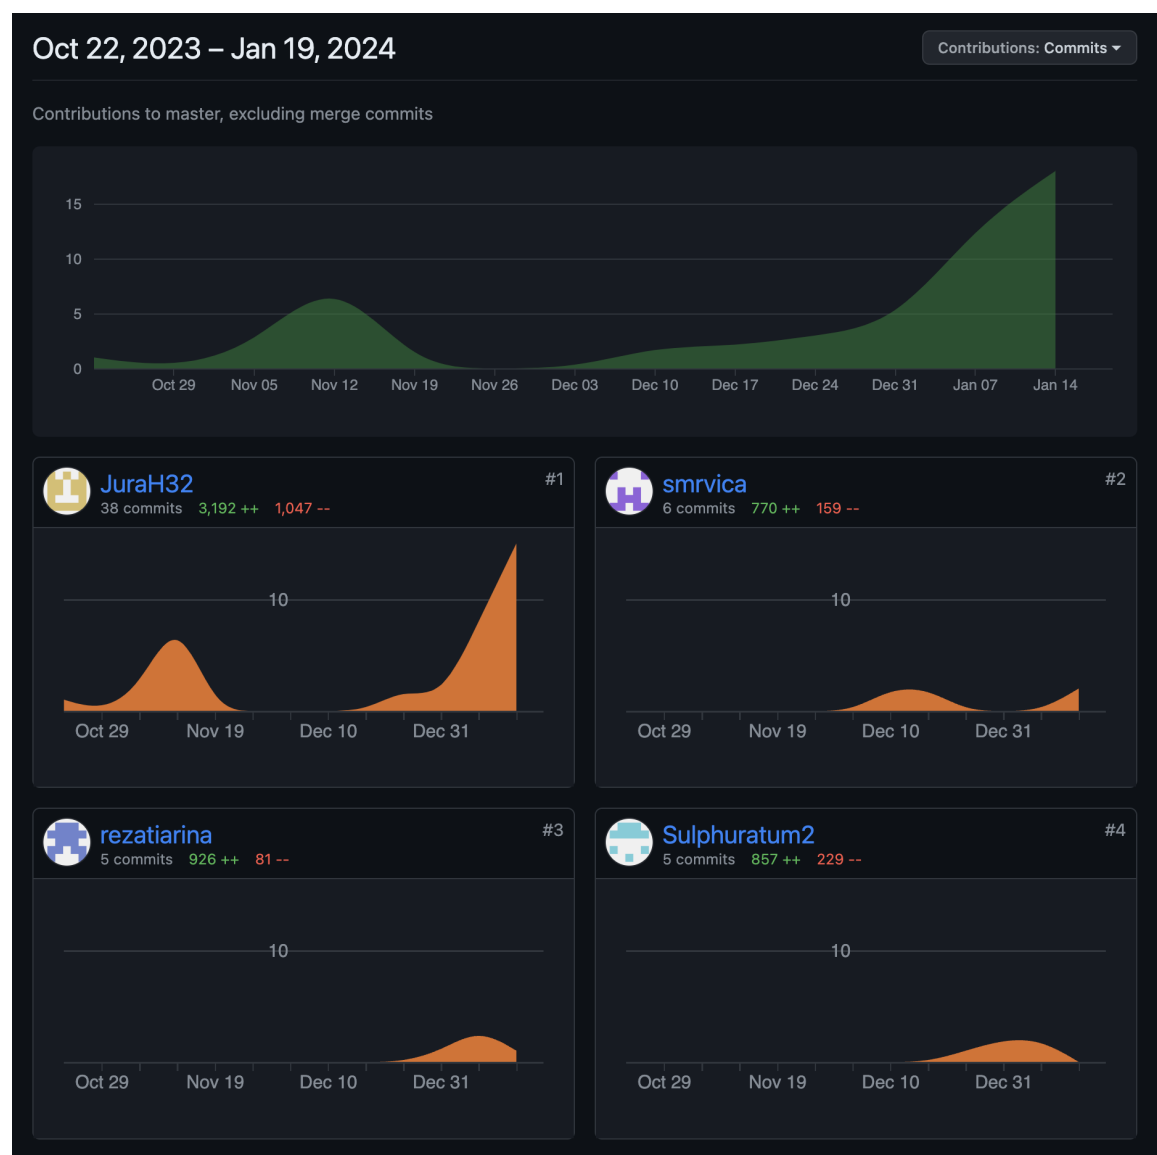 Oct 22, 2023 – Jan 19, 2024
Contributions: Commits
Contributions to master, excluding merge commits
15
10
5
0
Oct 29 Nov 05 Nov 12 Nov 19 Nov 26 Dec 03 Dec 10 Dec 17 Dec 24 Dec 31 Jan 07 Jan 14
JuraH32 #1
38 commits 3,192 ++ 1,047 --
10
Oct 29 Nov 19 Dec 10 Dec 31
smrvica #2
6 commits 770 ++ 159 --
10
Oct 29 Nov 19 Dec 10 Dec 31
rezatiarina #3
5 commits 926 ++ 81 --
10
Oct 29 Nov 19 Dec 10 Dec 31
Sulphuratum2 #4
5 commits 857 ++ 229 --
10
Oct 29 Nov 19 Dec 10 Dec 31